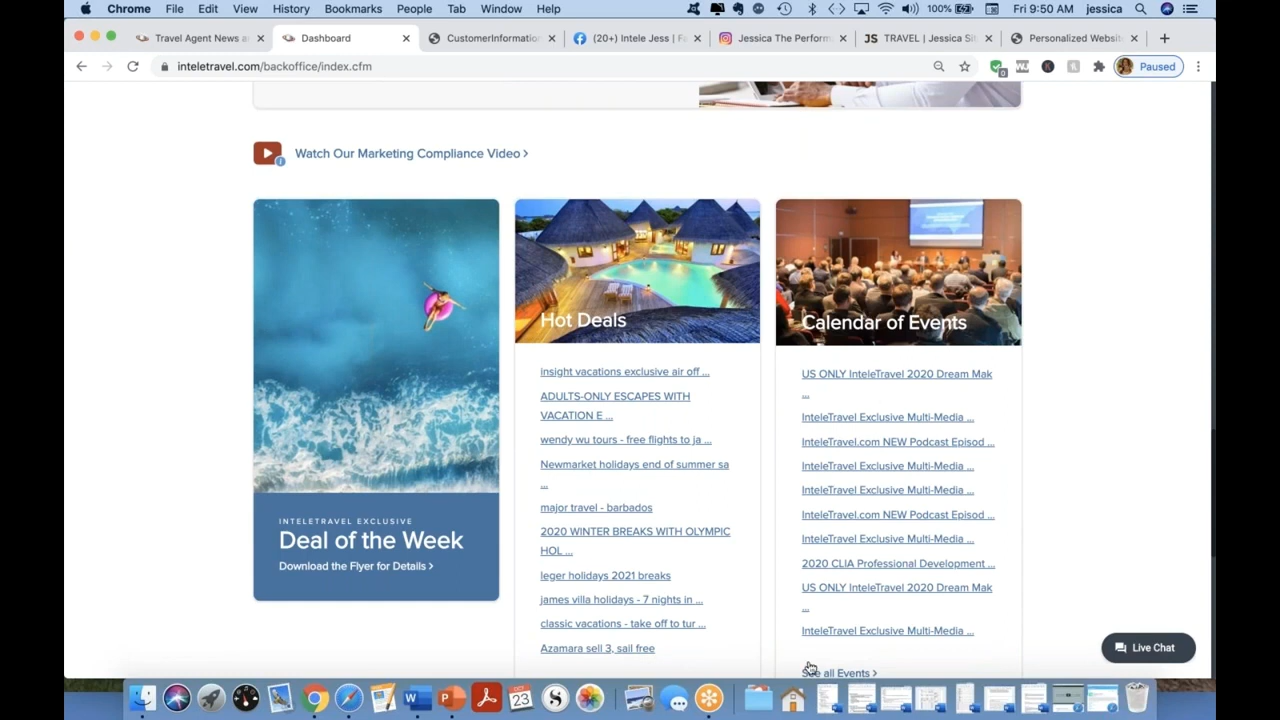 Chrome File Edit View History Bookmarks People Tab Window Help 100% Fri 9:50 AM jessica
Travel Agent News a Dashboard CustomerInformation (20+) Intele Jess | Fa Jessica The Perform JS TRAVEL | Jessica Sit Personalized Websit
inteletravel.com/backoffice/index.cfm Paused
Watch Our Marketing Compliance Video >
INTELETRAVEL EXCLUSIVE
Deal of the Week
Download the Flyer for Details >
Hot Deals
insight vacations exclusive air off ...
ADULTS-ONLY ESCAPES WITH
VACATION E ...
wendy wu tours - free flights to ja ...
Newmarket holidays end of summer sa
...
major travel - barbados
2020 WINTER BREAKS WITH OLYMPIC
HOL ...
leger holidays 2021 breaks
james villa holidays - 7 nights in ...
classic vacations - take off to tur ...
Azamara sell 3, sail free
Calendar of Events
US ONLY InteleTravel 2020 Dream Mak
...
InteleTravel Exclusive Multi-Media ...
InteleTravel.com NEW Podcast Episod ...
InteleTravel Exclusive Multi-Media ...
InteleTravel Exclusive Multi-Media ...
InteleTravel.com NEW Podcast Episod ...
InteleTravel Exclusive Multi-Media ...
2020 CLIA Professional Development ...
US ONLY InteleTravel 2020 Dream Mak
...
InteleTravel Exclusive Multi-Media ...
See all Events >
Live Chat
OCT
23